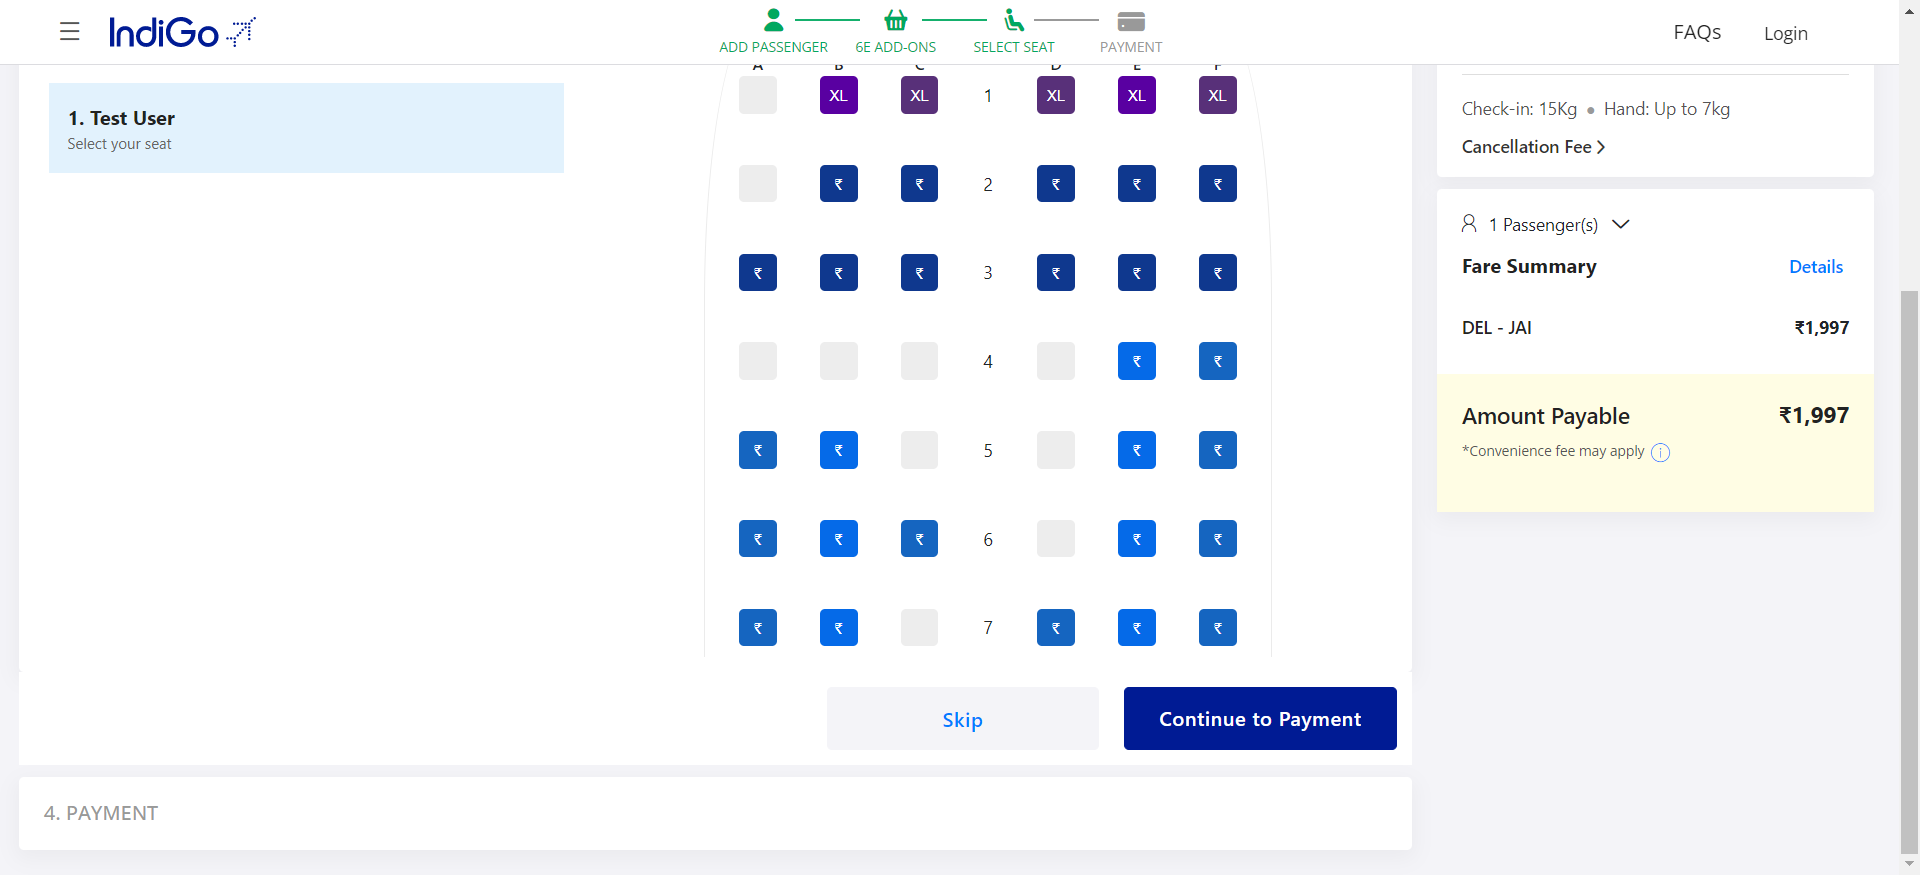 IndiGo
ADD PASSENGER 6E ADD-ONS SELECT SEAT PAYMENT
FAQs Login
1. Test User
Select your seat
A B C D E F
XL XL 1 XL XL XL
₹ ₹ 2 ₹ ₹ ₹
₹ ₹ ₹ 3 ₹ ₹ ₹
4 ₹ ₹
₹ ₹ 5 ₹ ₹
₹ ₹ ₹ 6 ₹ ₹
₹ ₹ 7 ₹ ₹ ₹
Skip
Continue to Payment
4. PAYMENT
Check-in: 15Kg ● Hand: Up to 7kg
Cancellation Fee
1 Passenger(s)
Fare Summary Details
DEL - JAI ₹1,997
Amount Payable ₹1,997
*Convenience fee may apply i